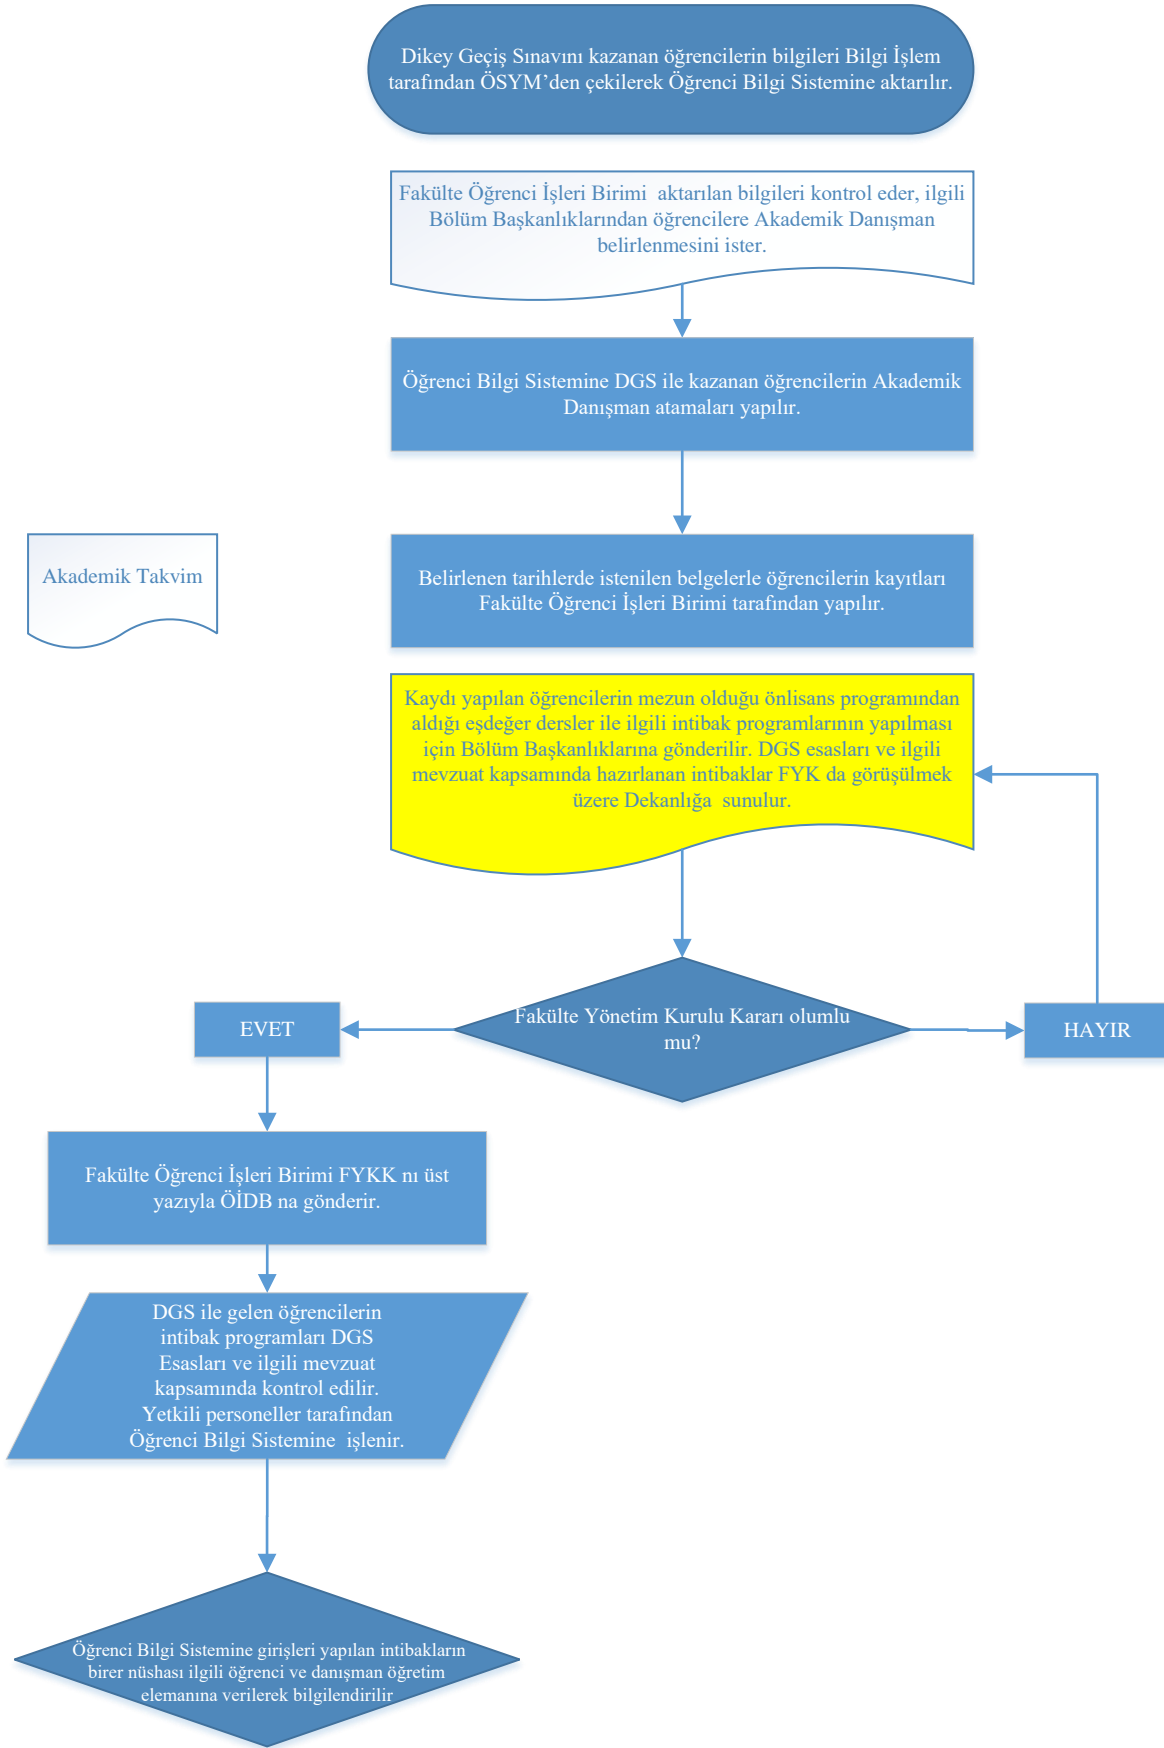 Dikey Geçiş Sınavını kazanan öğrencilerin bilgileri Bilgi İşlem
tarafından ÖSYM’den çekilerek Öğrenci Bilgi Sistemine aktarılır.
Fakülte Öğrenci İşleri Birimi  aktarılan bilgileri kontrol eder, ilgili
Bölüm Başkanlıklarından öğrencilere Akademik Danışman
belirlenmesini ister.
Öğrenci Bilgi Sistemine DGS ile kazanan öğrencilerin Akademik
Danışman atamaları yapılır.
Akademik Takvim
Belirlenen tarihlerde istenilen belgelerle öğrencilerin kayıtları
Fakülte Öğrenci İşleri Birimi tarafından yapılır.
Kaydı yapılan öğrencilerin mezun olduğu önlisans programından
aldığı eşdeğer dersler ile ilgili intibak programlarının yapılması
için Bölüm Başkanlıklarına gönderilir. DGS esasları ve ilgili
mevzuat kapsamında hazırlanan intibaklar FYK da görüşülmek
üzere Dekanlığa  sunulur.
EVET
Fakülte Yönetim Kurulu Kararı olumlu
mu?
HAYIR
Fakülte Öğrenci İşleri Birimi FYKK nı üst
yazıyla ÖİDB na gönderir.
DGS ile gelen öğrencilerin
intibak programları DGS
Esasları ve ilgili mevzuat
kapsamında kontrol edilir.
Yetkili personeller tarafından
Öğrenci Bilgi Sistemine  işlenir.
Öğrenci Bilgi Sistemine girişleri yapılan intibakların
birer nüshası ilgili öğrenci ve danışman öğretim
elemanına verilerek bilgilendirilir